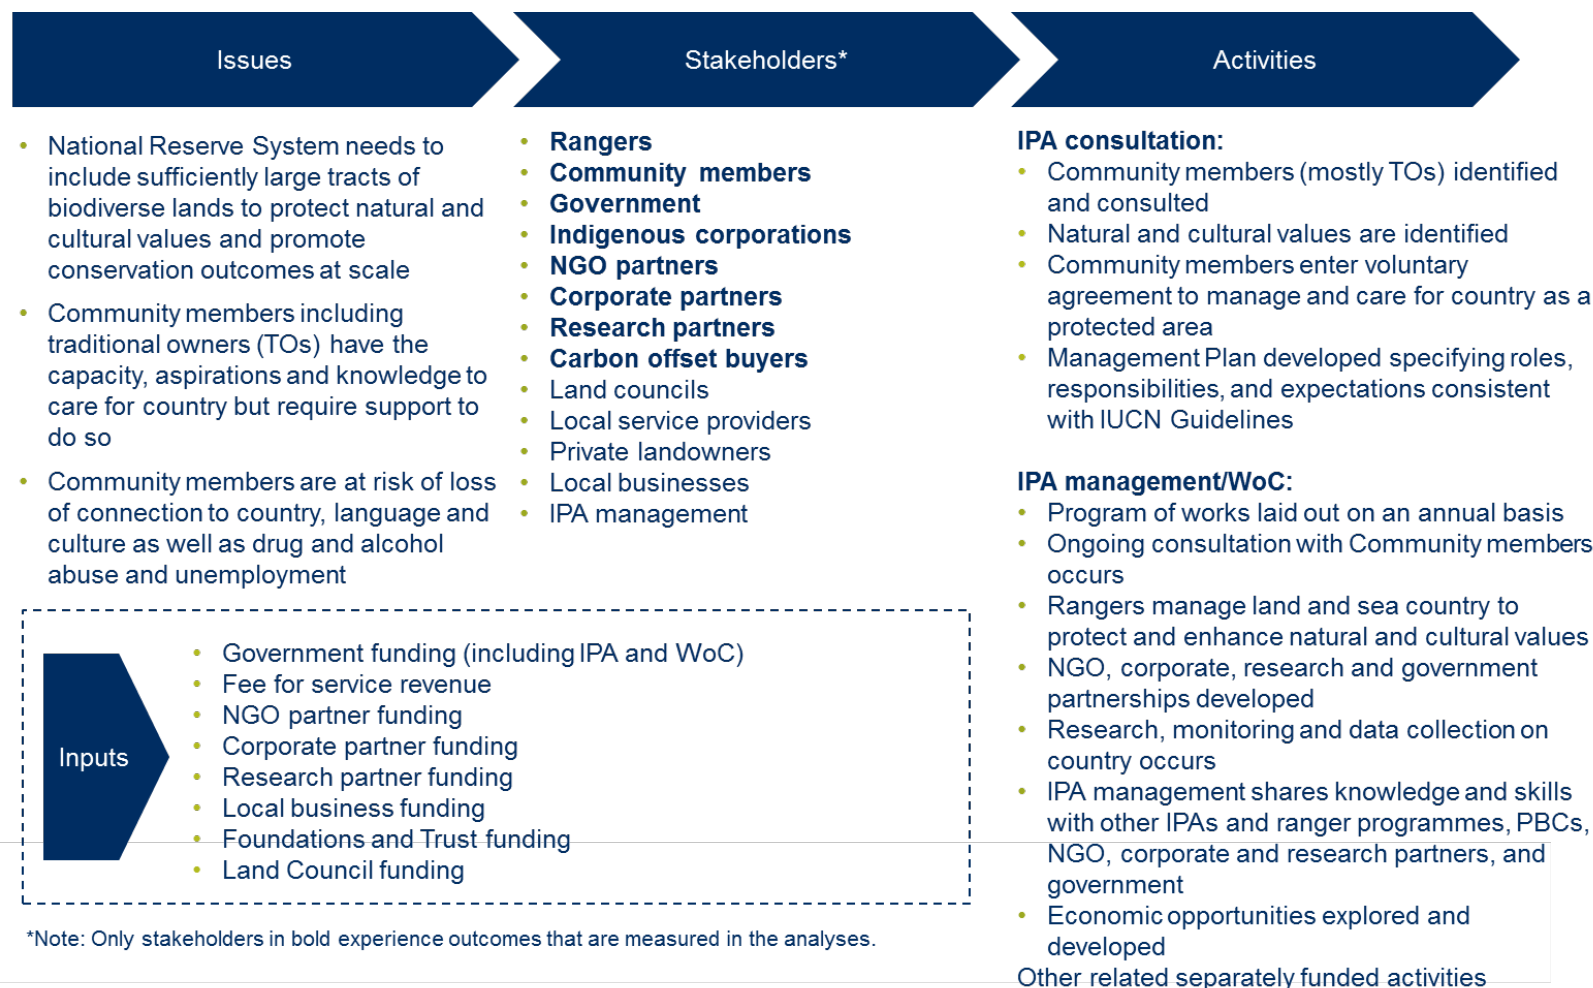 Issues
Stakeholders*
Activities
• National Reserve System needs to
include sufficiently large tracts of
biodiverse lands to protect natural and
cultural values and promote
conservation outcomes at scale
• Community members including
traditional owners (TOs) have the
capacity, aspirations and knowledge to
care for country but require support to
do so
• Community members are at risk of loss
of connection to country, language and
culture as well as drug and alcohol
abuse and unemployment
• Rangers
• Community members
• Government
• Indigenous corporations
• NGO partners
• Corporate partners
• Research partners
• Carbon offset buyers
• Land councils
• Local service providers
• Private landowners
• Local businesses
• IPA management
IPA consultation:
• Community members (mostly TOs) identified
and consulted
• Natural and cultural values are identified
• Community members enter voluntary
agreement to manage and care for country as a
protected area
• Management Plan developed specifying roles,
responsibilities, and expectations consistent
with IUCN Guidelines
IPA management/WoC:
• Program of works laid out on an annual basis
• Ongoing consultation with Community members
occurs
• Rangers manage land and sea country to
protect and enhance natural and cultural values
• NGO, corporate, research and government
partnerships developed
• Research, monitoring and data collection on
country occurs
• IPA management shares knowledge and skills
with other IPAs and ranger programmes, PBCs,
NGO, corporate and research partners, and
government
• Economic opportunities explored and
developed
Other related separately funded activities
Inputs
• Government funding (including IPA and WoC)
• Fee for service revenue
• NGO partner funding
• Corporate partner funding
• Research partner funding
• Local business funding
• Foundations and Trust funding
• Land Council funding
*Note: Only stakeholders in bold experience outcomes that are measured in the analyses.